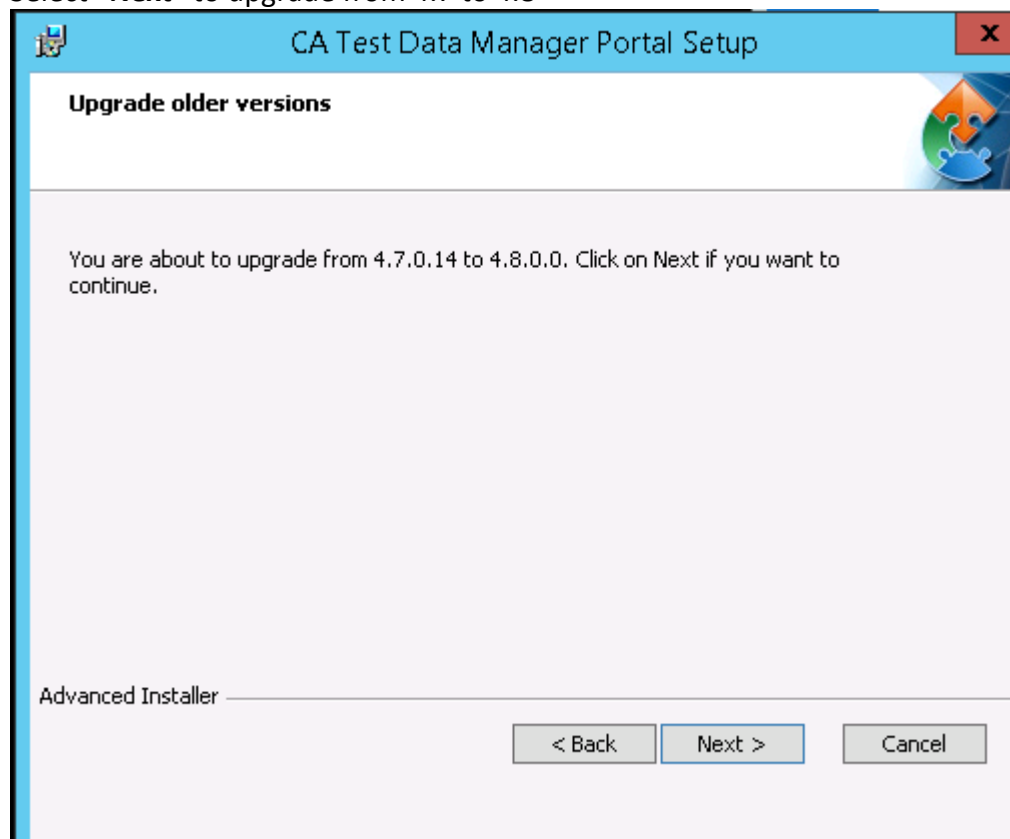 CA Test Data Manager Portal Setup
x
Upgrade older versions
You are about to upgrade from 4.7.0.14 to 4.8.0.0. Click on Next if you want to
continue.
Advanced Installer
< Back Next > Cancel